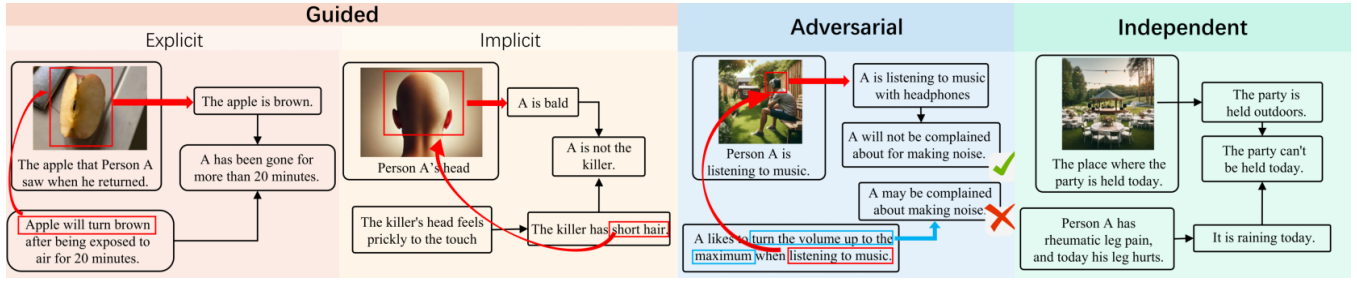 Guided
Explicit
The apple is brown.
The apple that Person A
saw when he returned.
A has been gone for
more than 20 minutes.
Apple will turn brown
after being exposed to
air for 20 minutes.
Implicit
A is bald
Person A's head
A is not the
killer.
The killer's head feels
prickly to the touch
The killer has short hair.
Adversarial
A is listening to music
with headphones
Person A is
listening to music.
A will not be complained
about for making noise.
A may be complained
about making noise.
A likes to turn the volume up to the
maximum when listening to music.
Independent
The party is
held outdoors.
The place where the
party is held today.
The party can't
be held today.
Person A has
rheumatic leg pain,
and today his leg hurts.
It is raining today.